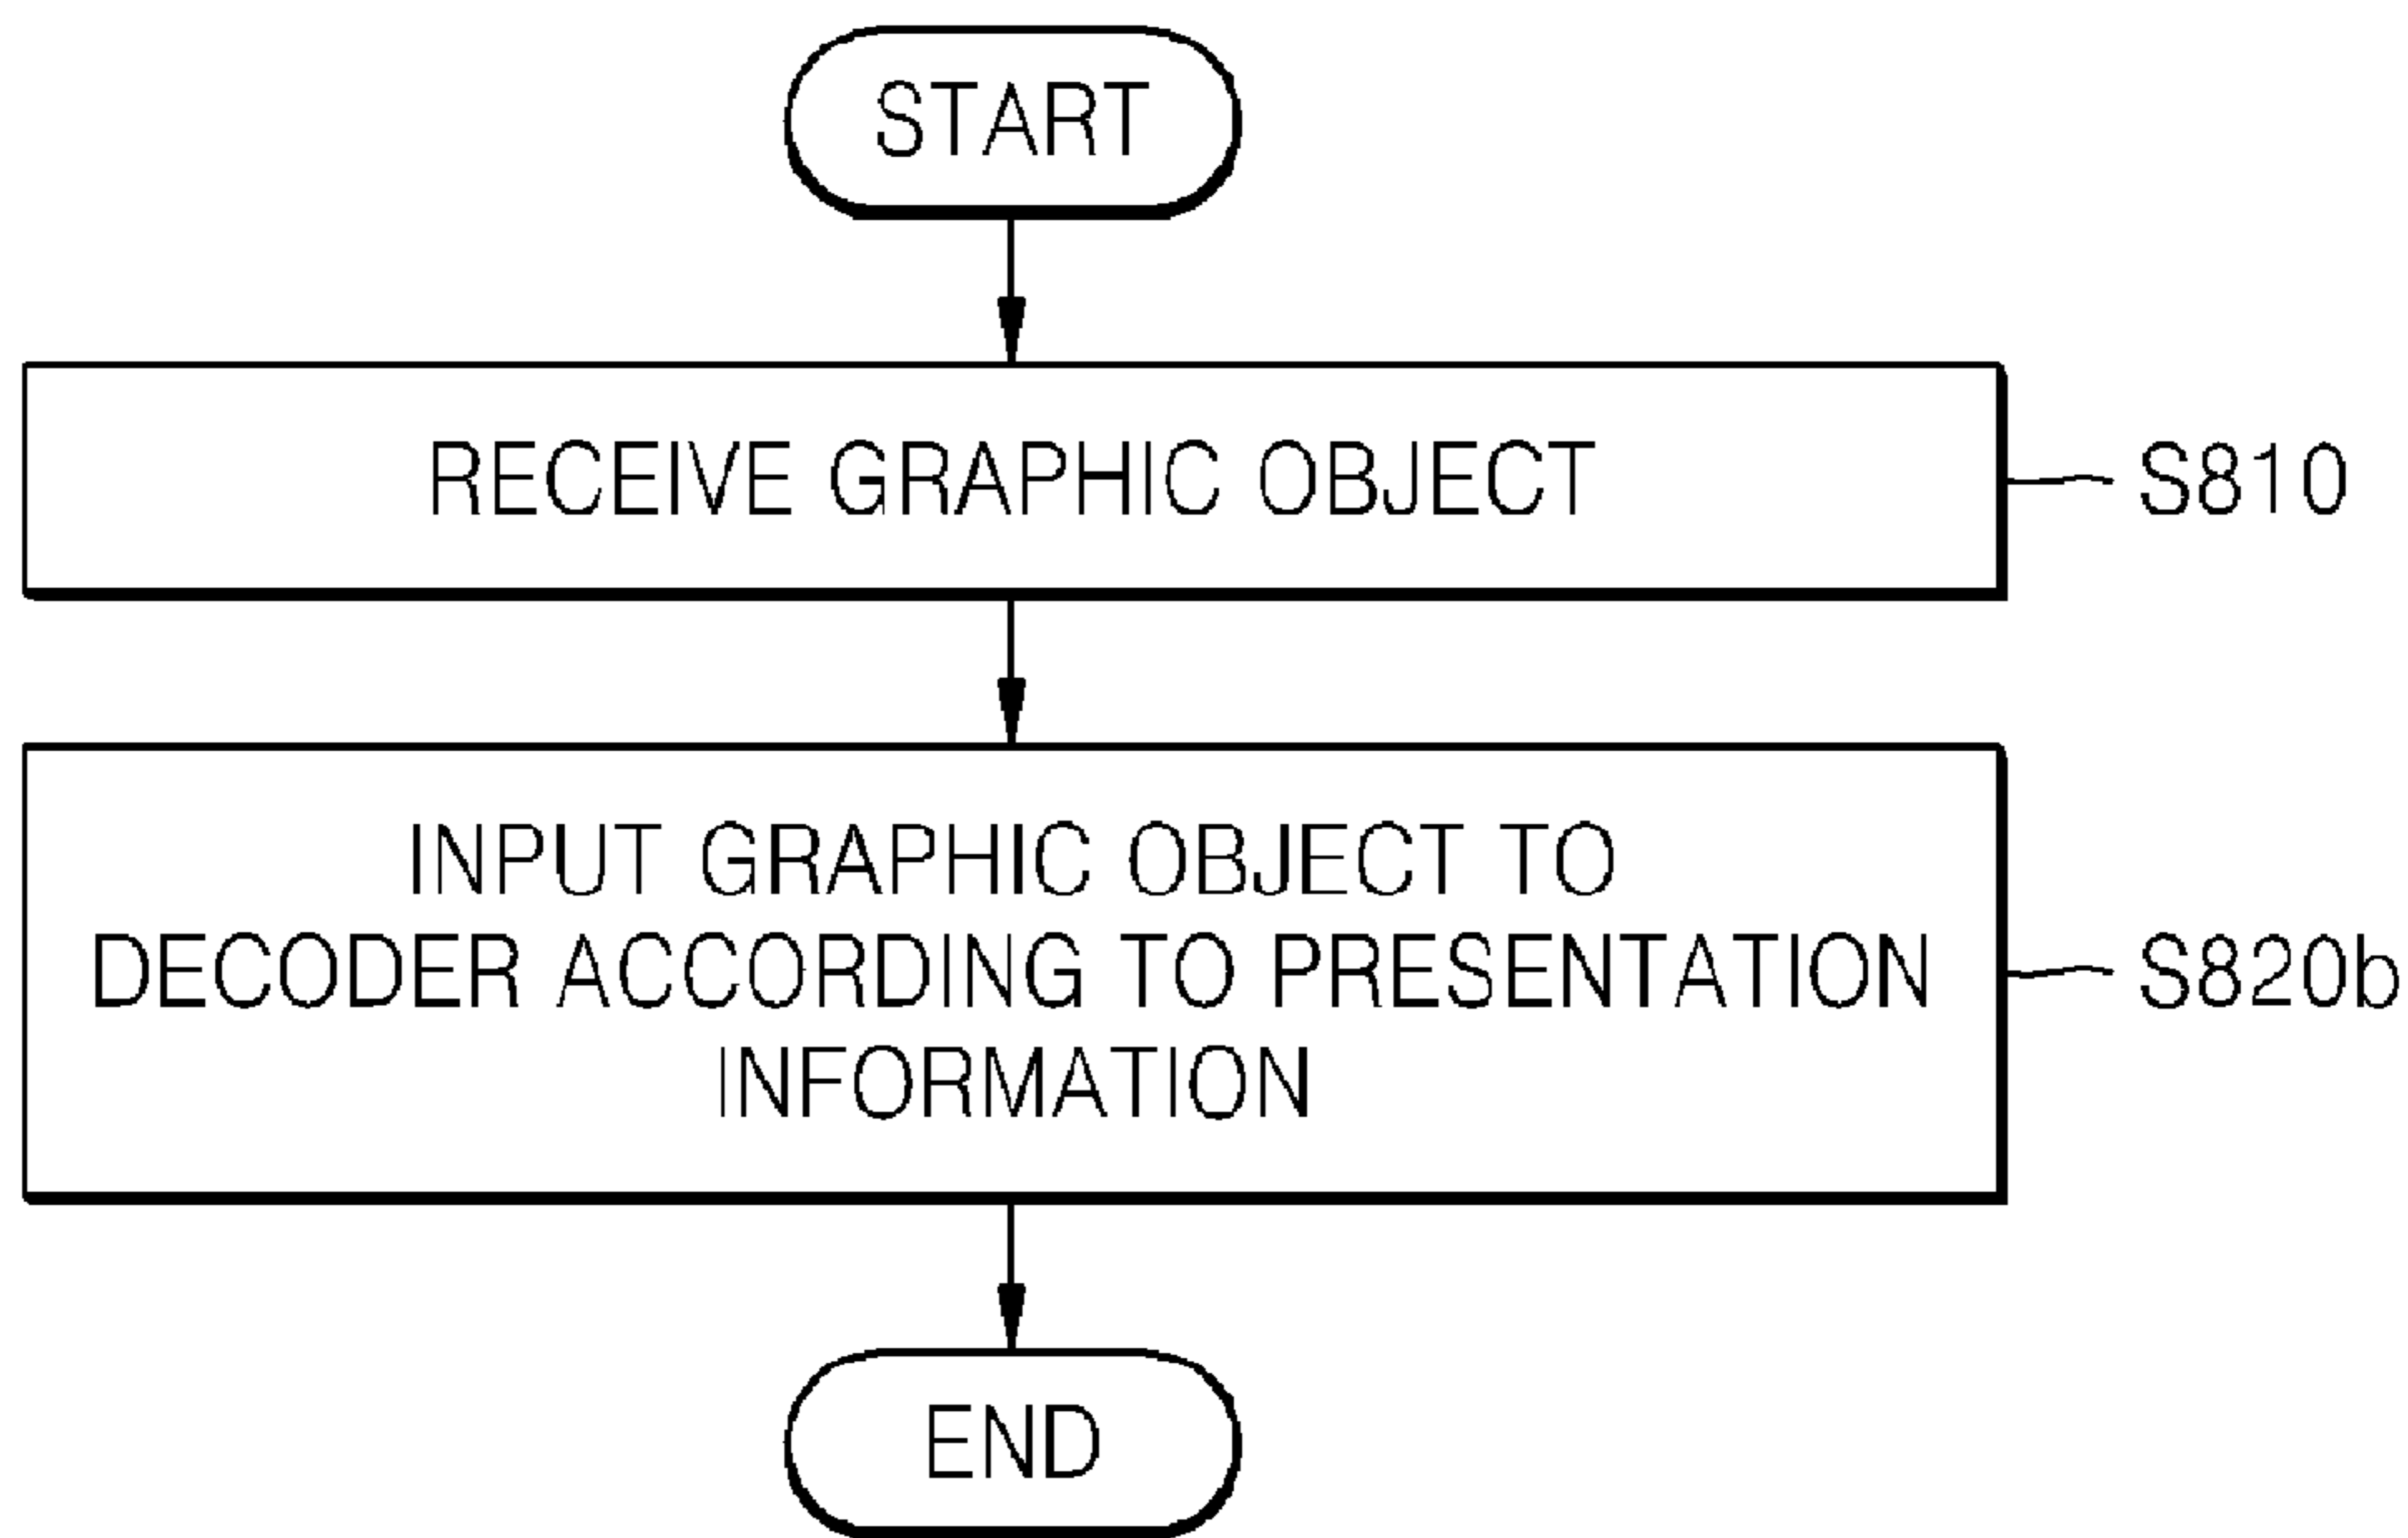 START
RECEIVE GRAPHIC OBJECT
S810
INPUT GRAPHIC OBJECT TO
DECODER ACCORDING TO PRESENTATION
INFORMATION
S820b
END